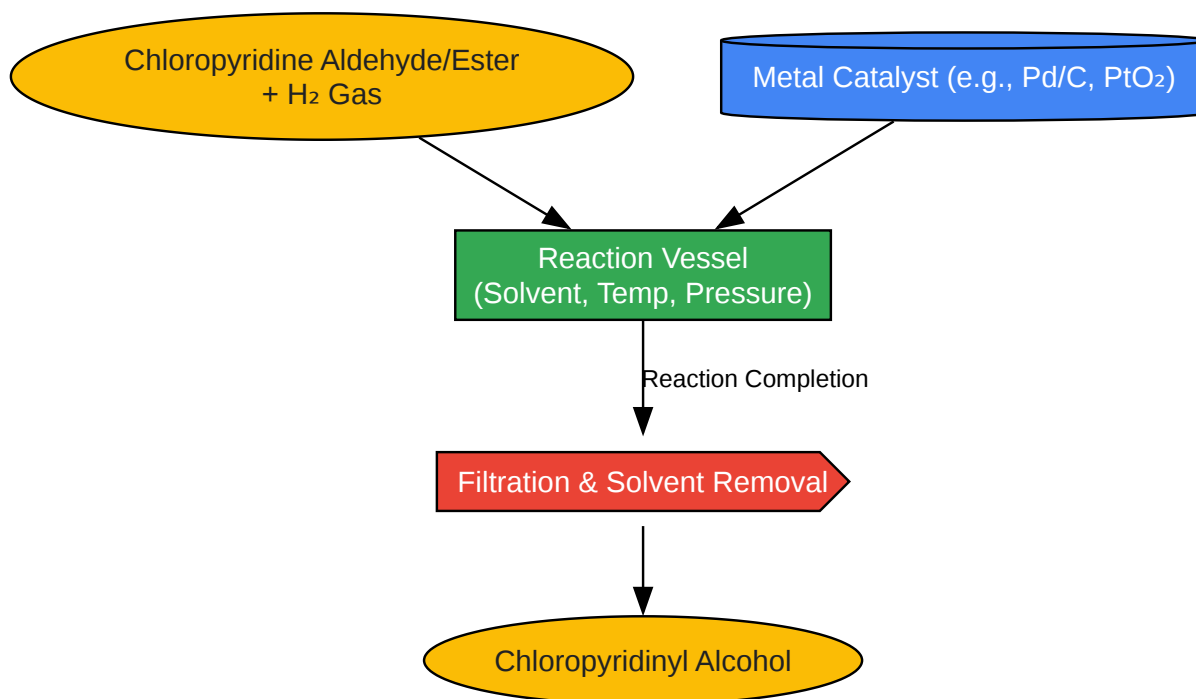 Chloropyridine Aldehyde/Ester
+ H₂ Gas
Metal Catalyst (e.g., Pd/C, PtO₂)
Reaction Vessel
(Solvent, Temp, Pressure)
Reaction Completion
Filtration & Solvent Removal
Chloropyridinyl Alcohol